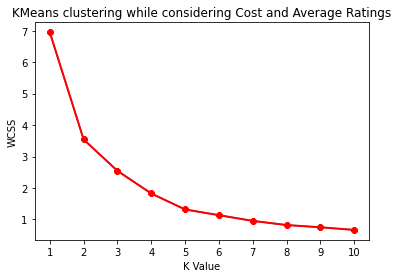 KMeans clustering while considering Cost and Average Ratings
7
6
5
4
3
2
1
WCSS
1 2 3 4 5 6 7 8 9 10
K Value